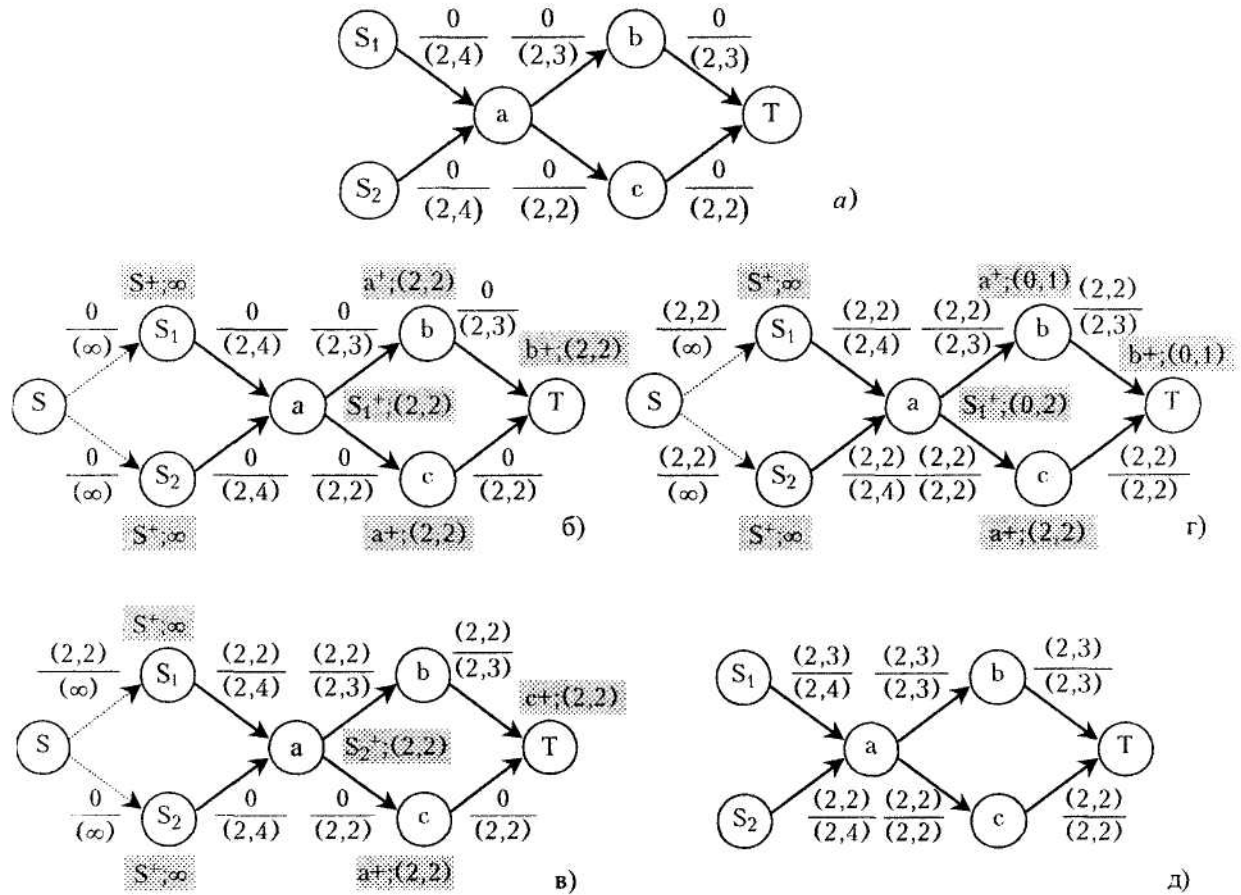 S₁ 0/(2,4) 0/(2,3) b 0/(2,3)
a T
S₂ 0/(2,4) 0/(2,2) c 0/(2,2) а)
S+;∞ a⁺;(2,2)
0/(∞) S₁ 0/(2,4) 0/(2,3) b 0/(2,3)
b+;(2,2)
S a S₁⁺;(2,2) T
0/(∞) S₂ 0/(2,4) 0/(2,2) c 0/(2,2)
S⁺;∞ a+;(2,2) б)
S⁺;∞ a⁺;(0,1)
(2,2)/(∞) S₁ (2,2)/(2,4) (2,2)/(2,3) b (2,2)/(2,3)
b+;(0,1)
S a S₁⁺;(0,2) T
(2,2)/(∞) S₂ (2,2)/(2,4) (2,2)/(2,2) c (2,2)/(2,2)
S⁺;∞ a+;(2,2) г)
S⁺;∞
(2,2)/(∞) S₁ (2,2)/(2,4) (2,2)/(2,3) b (2,2)/(2,3)
c+;(2,2)
S a S₂⁺;(2,2) T
0/(∞) S₂ 0/(2,4) 0/(2,2) c 0/(2,2)
S⁺,∞ a+;(2,2) в)
S₁ (2,3)/(2,4) (2,3)/(2,3) b (2,3)/(2,3)
a T
S₂ (2,2)/(2,4) (2,2)/(2,2) c (2,2)/(2,2)
д)